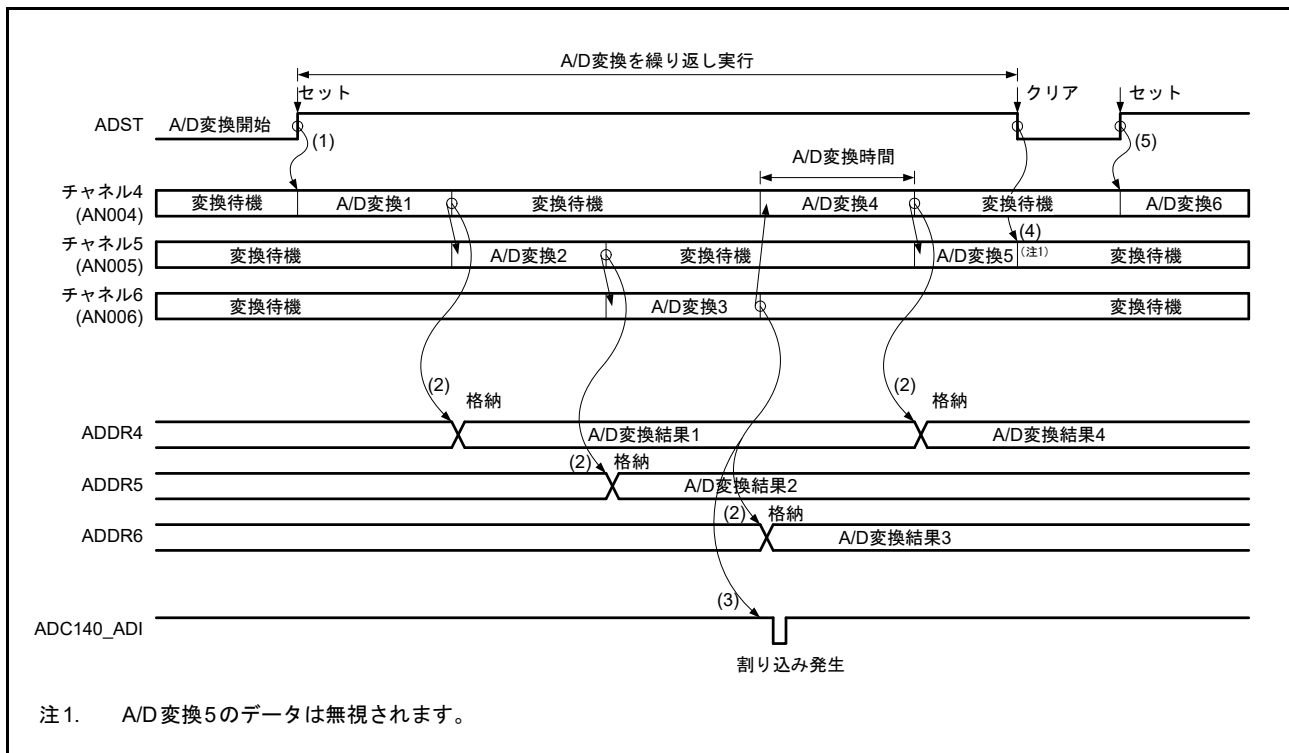 A/D変換を繰り返し実行
セット
クリア
セット
ADST
A/D変換開始
(1)
(5)
A/D変換時間
チャネル4
(AN004)
変換待機
A/D変換1
変換待機
A/D変換4
変換待機
A/D変換6
チャネル5
(AN005)
変換待機
A/D変換2
変換待機
A/D変換5
(4)
(注1)
変換待機
チャネル6
(AN006)
変換待機
A/D変換3
変換待機
(2)
格納
(2)
格納
ADDR4
A/D変換結果1
A/D変換結果4
(2)
格納
ADDR5
A/D変換結果2
(2)
格納
ADDR6
A/D変換結果3
(3)
ADC140_ADI
割り込み発生
注1. A/D変換5のデータは無視されます。